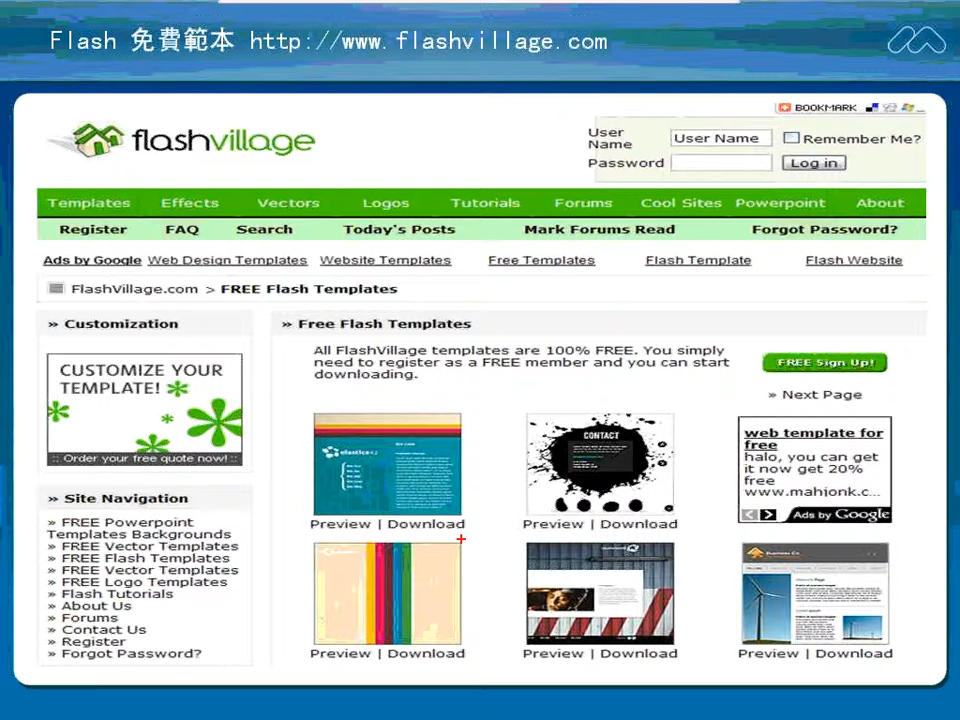 Flash 免費範本 http://www.flashvillage.com
BOOKMARK
flashvillage
User Name
User Name
Remember Me?
Password
Log in
Templates Effects Vectors Logos Tutorials Forums Cool Sites Powerpoint About
Register FAQ Search Today's Posts Mark Forums Read Forgot Password?
Ads by Google Web Design Templates Website Templates Free Templates Flash Template Flash Website
FlashVillage.com > FREE Flash Templates
» Customization
CUSTOMIZE YOUR
TEMPLATE!
:: Order your free quote now! ::
» Site Navigation
» FREE Powerpoint
Templates Backgrounds
» FREE Vector Templates
» FREE Flash Templates
» FREE Vector Templates
» FREE Logo Templates
» Flash Tutorials
» About Us
» Forums
» Contact Us
» Register
» Forgot Password?
» Free Flash Templates
All FlashVillage templates are 100% FREE. You simply
need to register as a FREE member and you can start
downloading.
FREE Sign Up!
» Next Page
elastica
CONTACT
Preview | Download
Preview | Download
web template for
free
halo, you can get
it now get 20%
free
www.mahjonk.c...
Ads by Google
Business Co.
Preview | Download
Preview | Download
Preview | Download